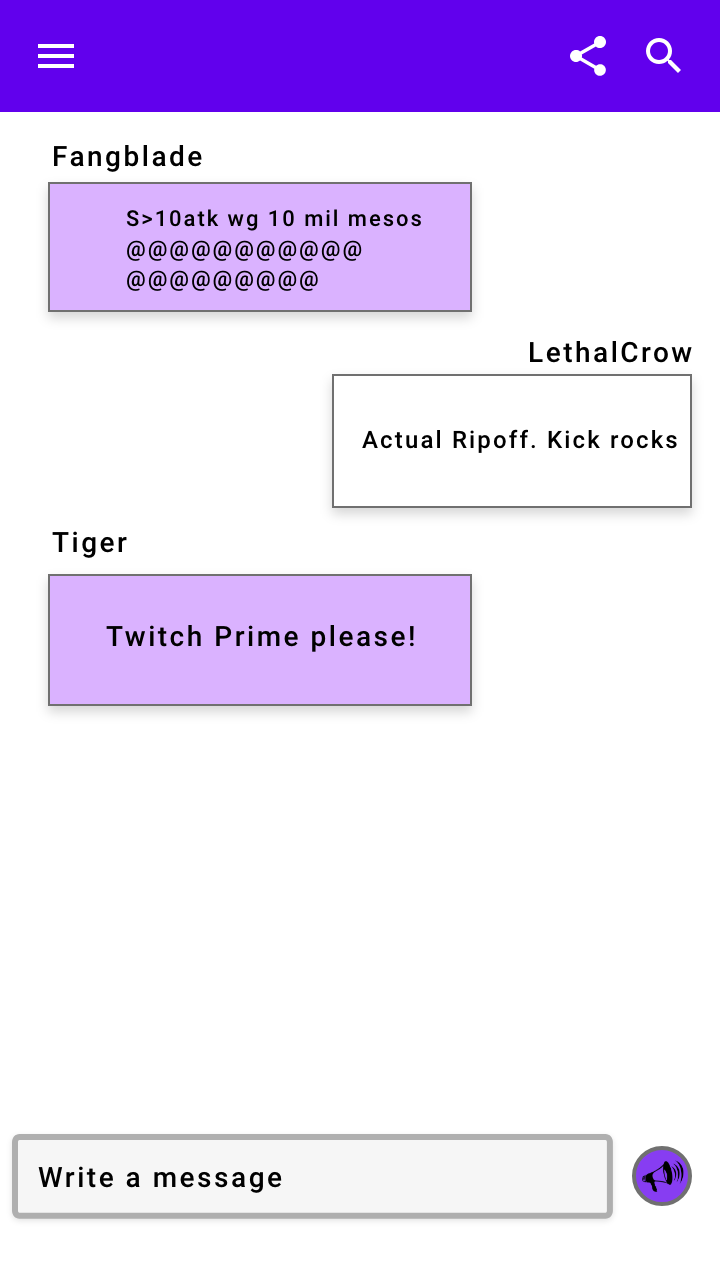 Fangblade
S>10atk wg 10 mil mesos
@@@@@@@@@@@
@@@@@@@@@
LethalCrow
Actual Ripoff. Kick rocks
Tiger
Twitch Prime please!
Write a message